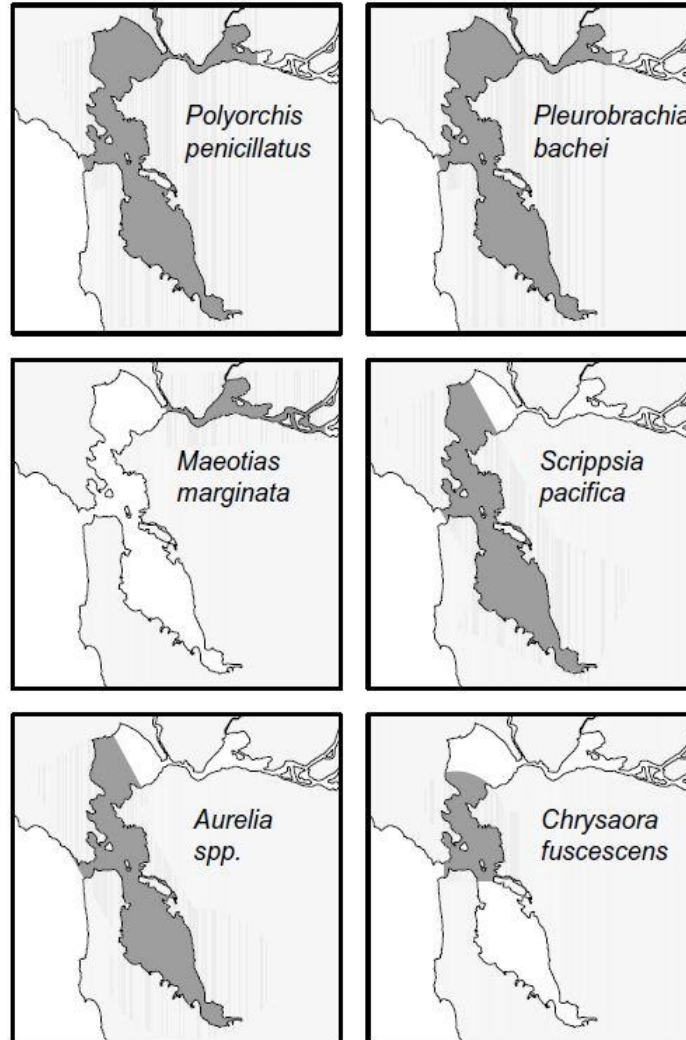 Polyorchis
penicillatus
Pleurobrachia
bachei
Maeotias
marginata
Scrippsia
pacifica
Aurelia
spp.
Chrysaora
fuscescens